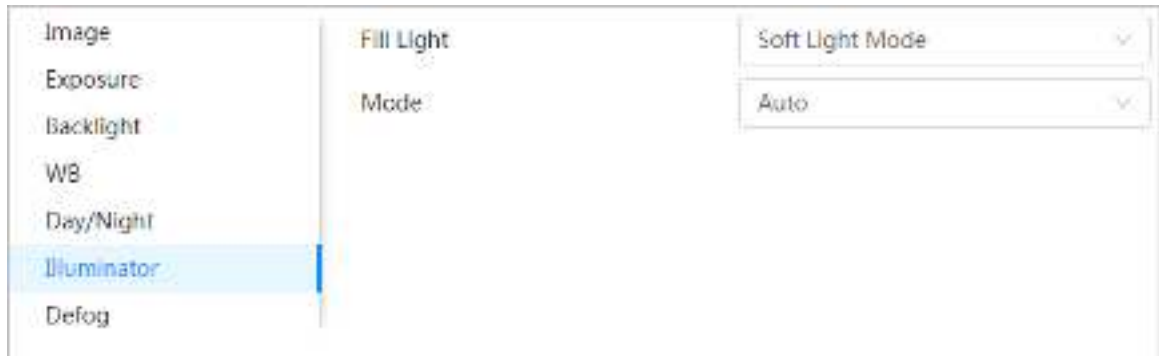 Image
Exposure
Backlight
WB
Day/Night
Illuminator
Defog
Fill Light
Soft Light Mode
Mode
Auto